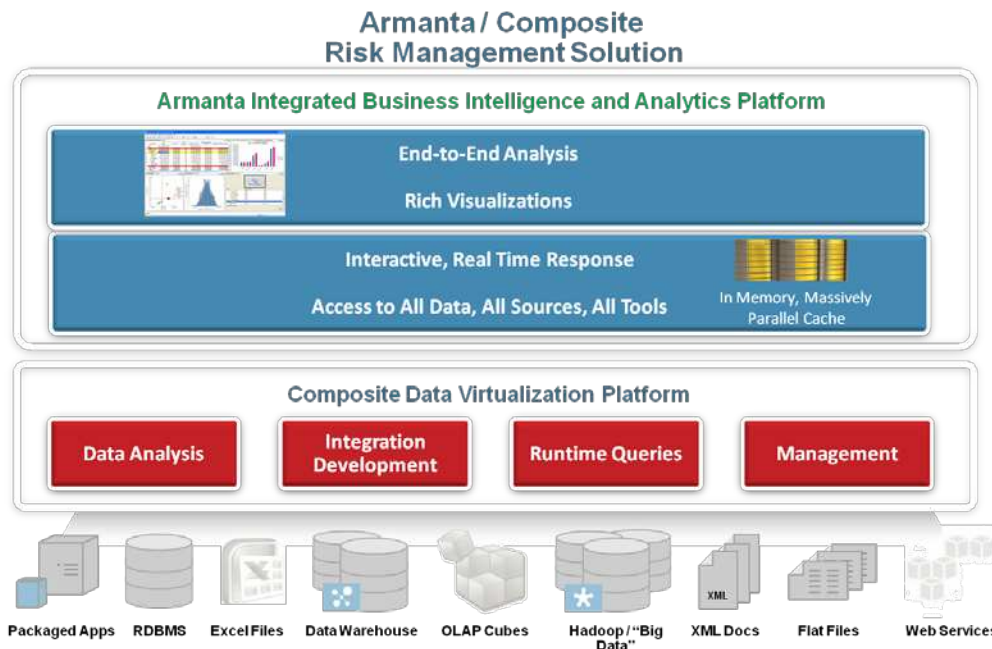 Armanta / Composite
Risk Management Solution
Armanta Integrated Business Intelligence and Analytics Platform
End-to-End Analysis
Rich Visualizations
Interactive, Real Time Response
Access to All Data, All Sources, All Tools
In Memory, Massively
Parallel Cache
Composite Data Virtualization Platform
Data Analysis
Integration
Development
Runtime Queries
Management
XML
Packaged Apps
RDBMS
Excel Files
Data Warehouse
OLAP Cubes
Hadoop / “Big
Data”
XML Docs
Flat Files
Web Services